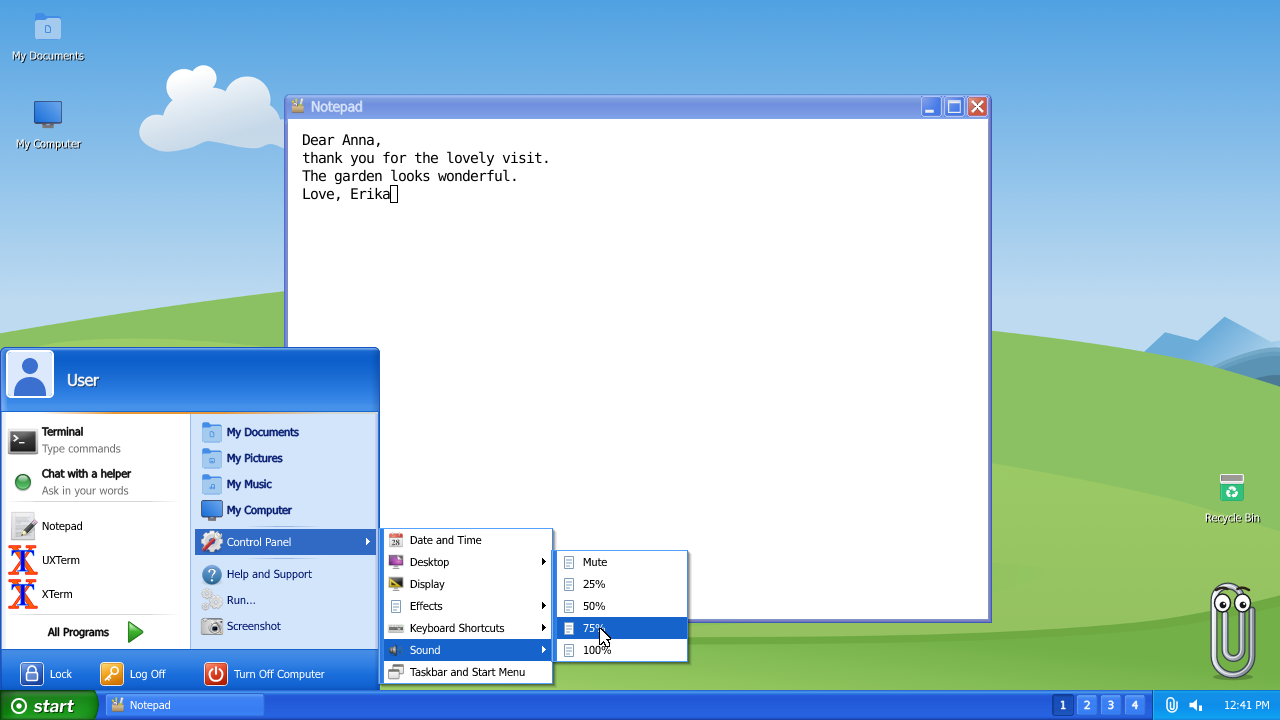 My Documents
My Computer
Notepad
Dear Anna,
thank you for the lovely visit.
The garden looks wonderful.
Love, Erika
User
Terminal
Type commands
Chat with a helper
Ask in your words
Notepad
UXTerm
XTerm
All Programs
My Documents
My Pictures
My Music
My Computer
Control Panel
Help and Support
Run...
Screenshot
Lock
Log Off
Turn Off Computer
Date and Time
Desktop
Display
Effects
Keyboard Shortcuts
Sound
Taskbar and Start Menu
Mute
25%
50%
75%
100%
Recycle Bin
start
Notepad
1 2 3 4
12:41 PM